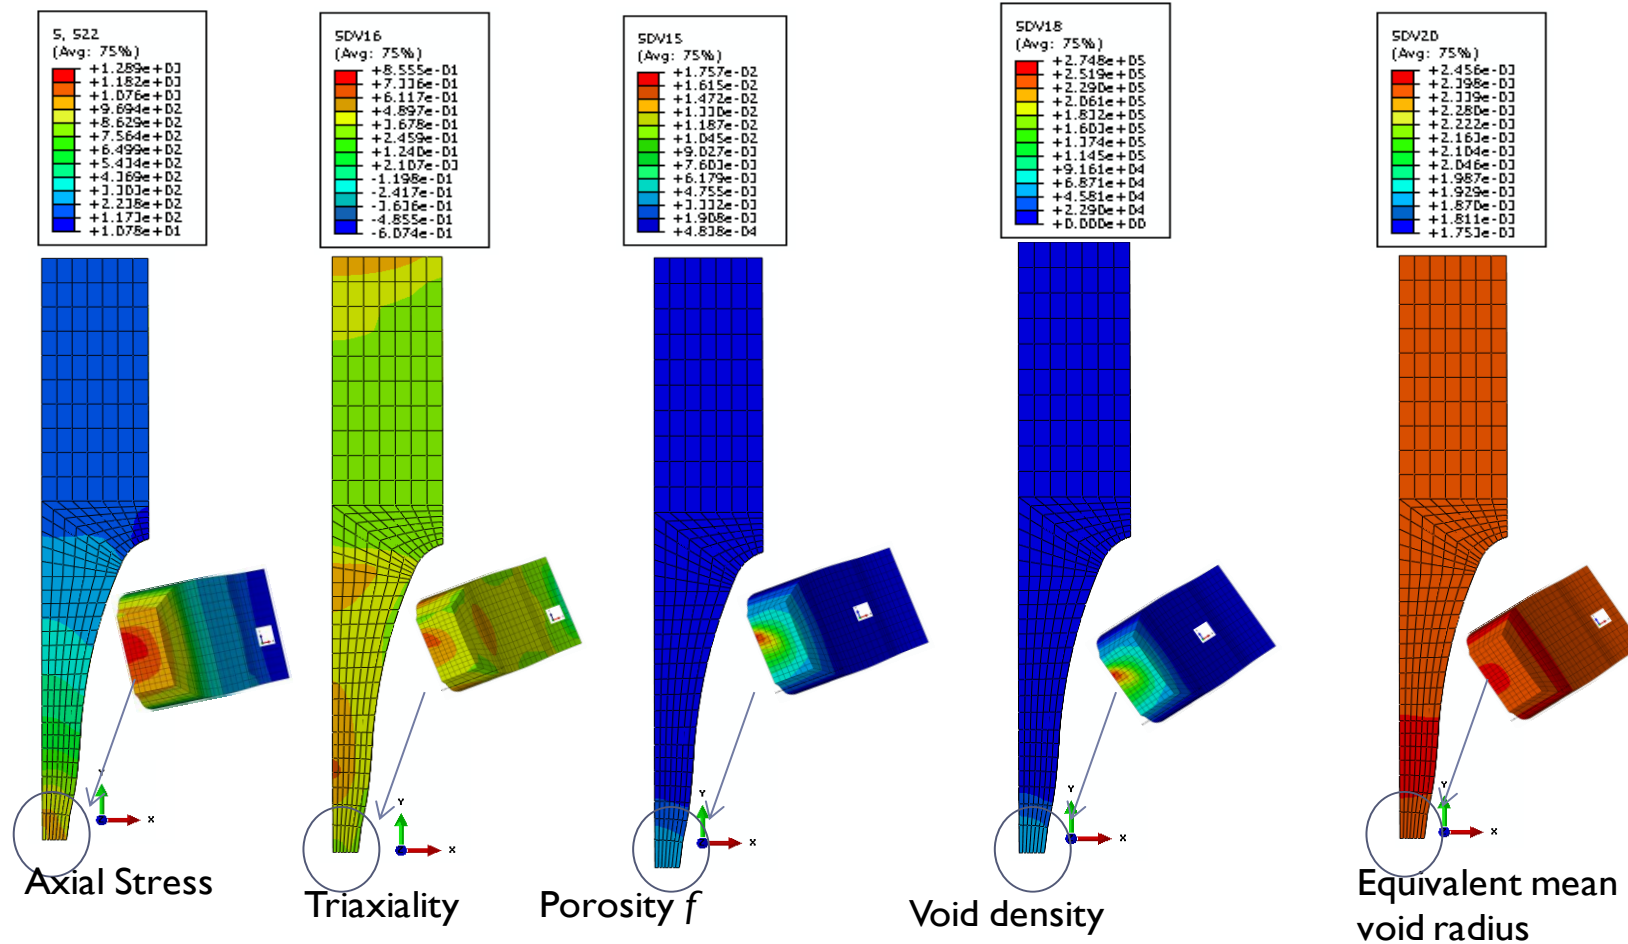 S, S22
(Avg: 75%)
+1.289e+03
+1.182e+03
+1.076e+03
+9.694e+02
+8.629e+02
+7.564e+02
+6.499e+02
+5.434e+02
+4.369e+02
+3.303e+02
+2.238e+02
+1.173e+02
+1.078e+01
SDV16
(Avg: 75%)
+8.555e-01
+7.336e-01
+6.117e-01
+4.897e-01
+3.678e-01
+2.459e-01
+1.240e-01
+2.107e-03
-1.198e-01
-2.417e-01
-3.636e-01
-4.855e-01
-6.074e-01
SDV15
(Avg: 75%)
+1.757e-02
+1.615e-02
+1.472e-02
+1.330e-02
+1.187e-02
+1.045e-02
+9.027e-03
+7.603e-03
+6.179e-03
+4.755e-03
+3.332e-03
+1.908e-03
+4.838e-04
SDV18
(Avg: 75%)
+2.748e+05
+2.519e+05
+2.290e+05
+2.061e+05
+1.832e+05
+1.603e+05
+1.374e+05
+1.145e+05
+9.161e+04
+6.871e+04
+4.581e+04
+2.290e+04
+0.000e+00
SDV20
(Avg: 75%)
+2.456e-03
+2.398e-03
+2.339e-03
+2.280e-03
+2.222e-03
+2.163e-03
+2.104e-03
+2.046e-03
+1.987e-03
+1.929e-03
+1.870e-03
+1.811e-03
+1.753e-03
Y
X
Y
X
Y
X
Y
X
Y
X
Axial Stress
Triaxiality
Porosity f
Void density
Equivalent mean
void radius